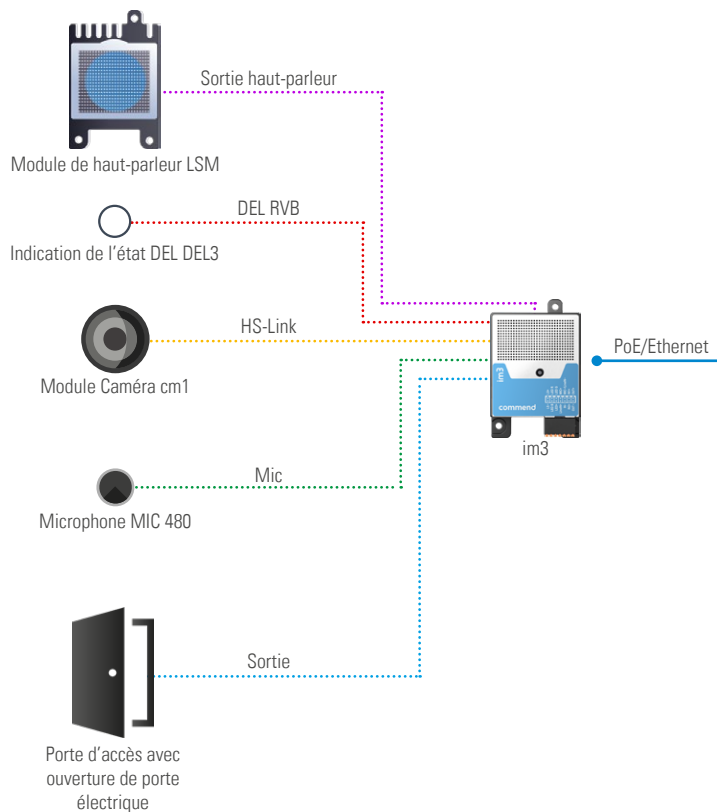 Sortie haut-parleur
Module de haut-parleur LSM
DEL RVB
Indication de l'état DEL DEL3
HS-Link
PoE/Ethernet
Module Caméra cm1
im3
commend
im3
Mic
Microphone MIC 480
Sortie
Porte d'accès avec
ouverture de porte
électrique